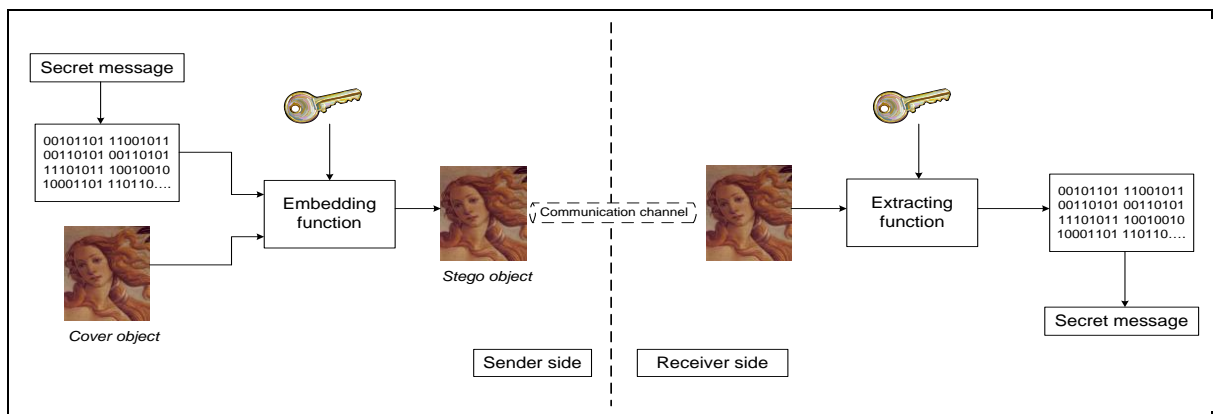 Secret message
00101101 11001011
00110101 00110101
11101011 10010010
10001101 110110....
Embedding
function
Cover object
Stego object
Communication channel
Sender side
Receiver side
Extracting
function
00101101 11001011
00110101 00110101
11101011 10010010
10001101 110110....
Secret message